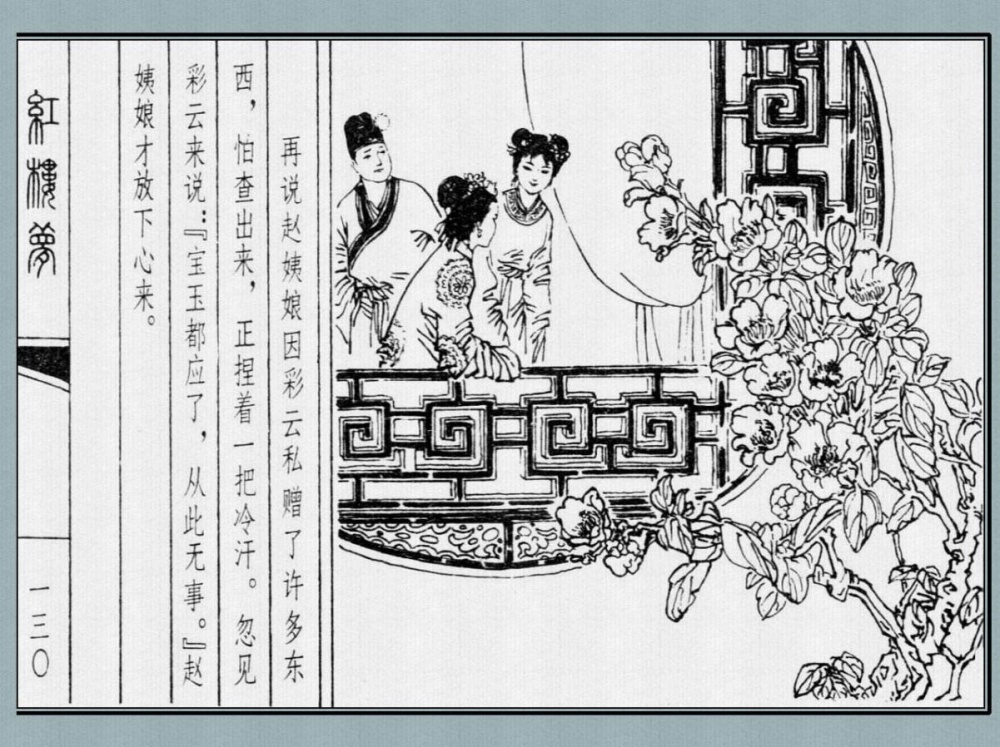 再说赵姨娘因彩云私赠了许多东
西，怕查出来，正捏着一把冷汗。忽见
彩云来说：『宝玉都应了，从此无事。』赵
姨娘才放下心来。
紅樓夢
一三〇